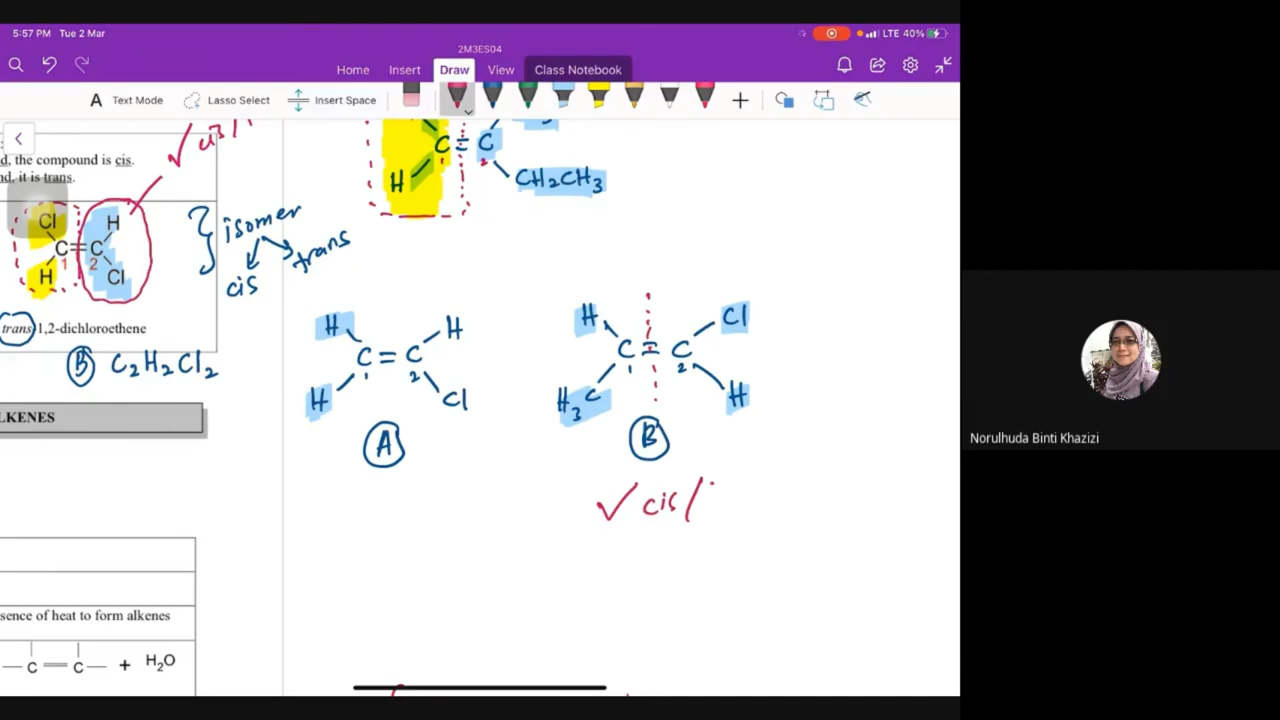 5:57 PM Tue 2 Mar
LTE 40%
2M3ES04
Home Insert Draw View Class Notebook
A Text Mode Lasso Select Insert Space
d, the compound is cis.
nd, it is trans.
✓ cis/
Cl H
C=C
1 2
H Cl
isomer
cis trans
trans-1,2-dichloroethene
B C2H2Cl2
LKENES
sence of heat to form alkenes
— C = C — + H2O
C = C
1 2
H CH2CH3
H H
C = C
1 2
H Cl
A
H Cl
C = C
1 2
H3C H
B
✓ cis/
Norulhuda Binti Khazizi